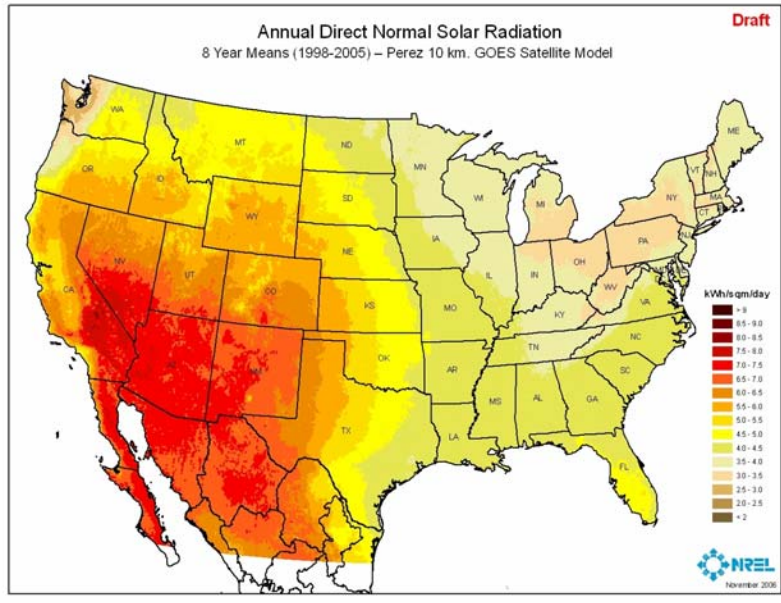 Draft
Annual Direct Normal Solar Radiation
8 Year Means (1998-2005) – Perez 10 km. GOES Satellite Model
WA
MT
ND
MN
ME
OR
ID
SD
WI
MI
VT
NH
NY
MA
CT
WY
NE
IA
PA
NJ
NV
UT
CO
KS
IL
IN
OH
WV
CA
MO
KY
VA
AZ
NM
OK
AR
TN
NC
SC
TX
LA
MS
AL
GA
FL
kWh/sqm/day
> 9
8.5 - 9.0
8.0 - 8.5
7.5 - 8.0
7.0 - 7.5
6.5 - 7.0
6.0 - 6.5
5.5 - 6.0
5.0 - 5.5
4.5 - 5.0
4.0 - 4.5
3.5 - 4.0
3.0 - 3.5
2.5 - 3.0
2.0 - 2.5
< 2
NREL
November 2006